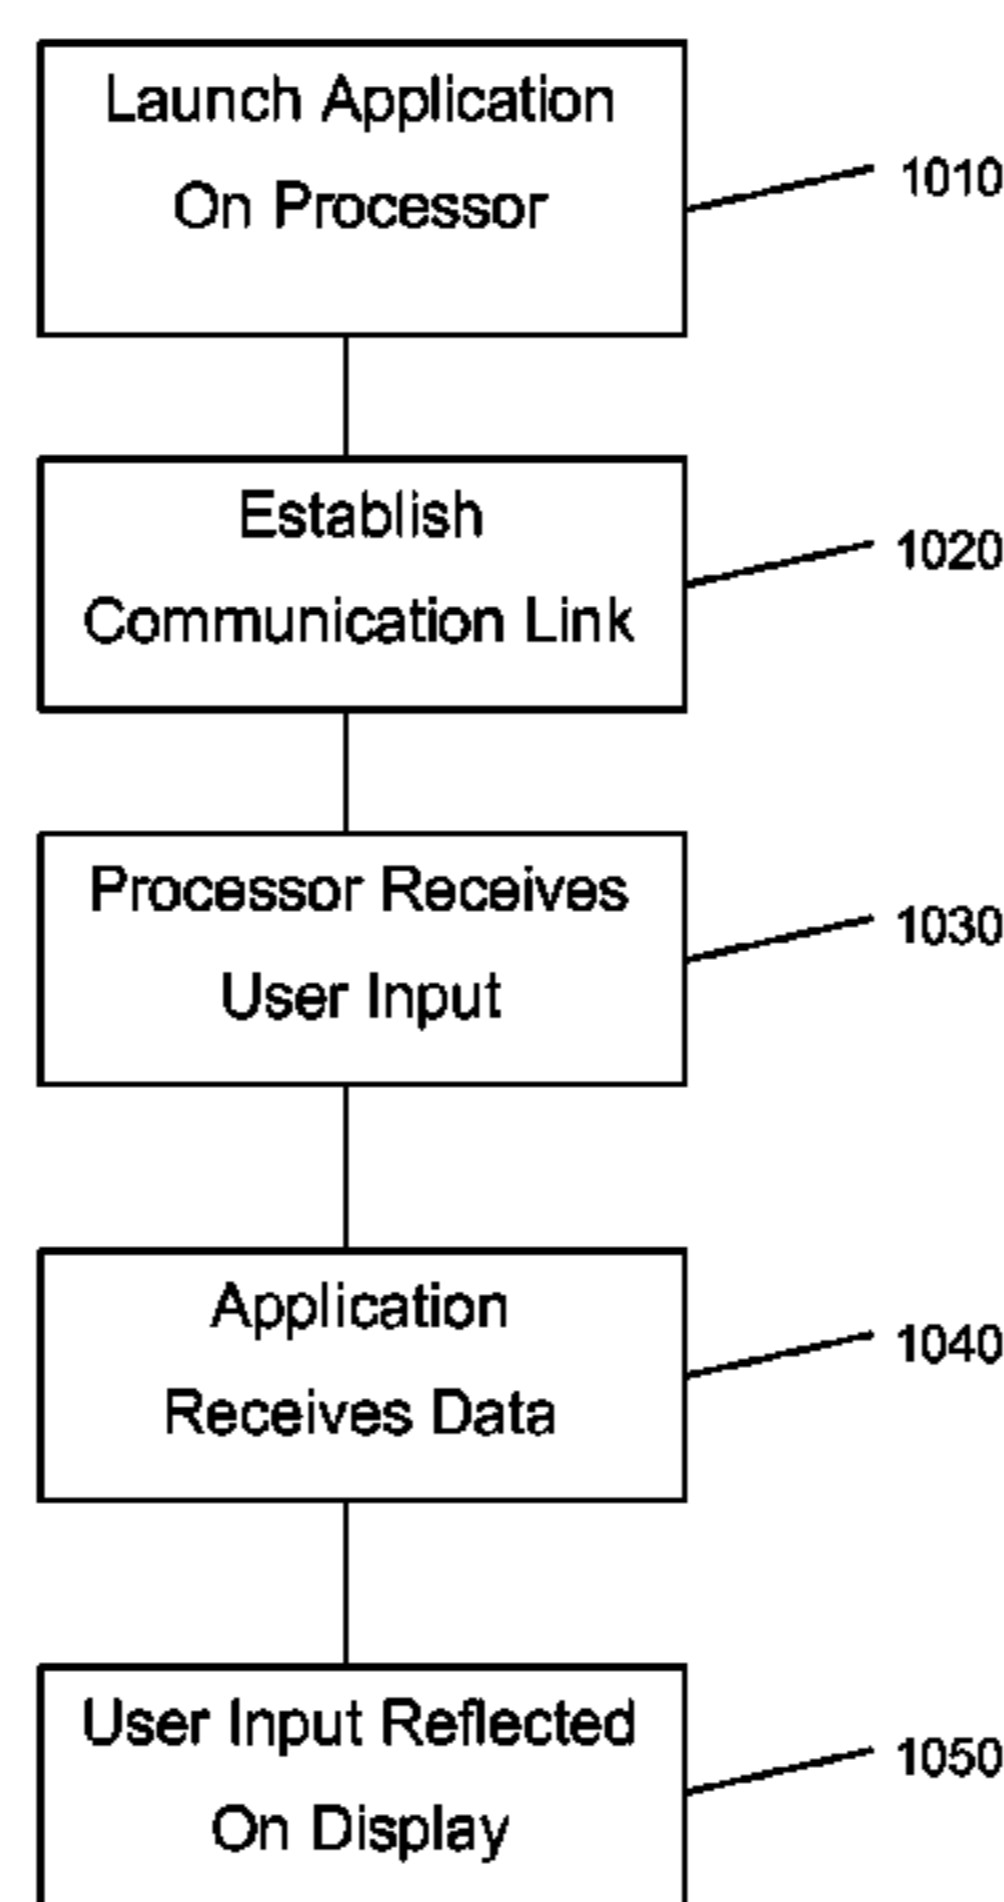 Launch Application
On Processor
1010
Establish
Communication Link
1020
Processor Receives
User Input
1030
Application
Receives Data
1040
User Input Reflected
On Display
1050